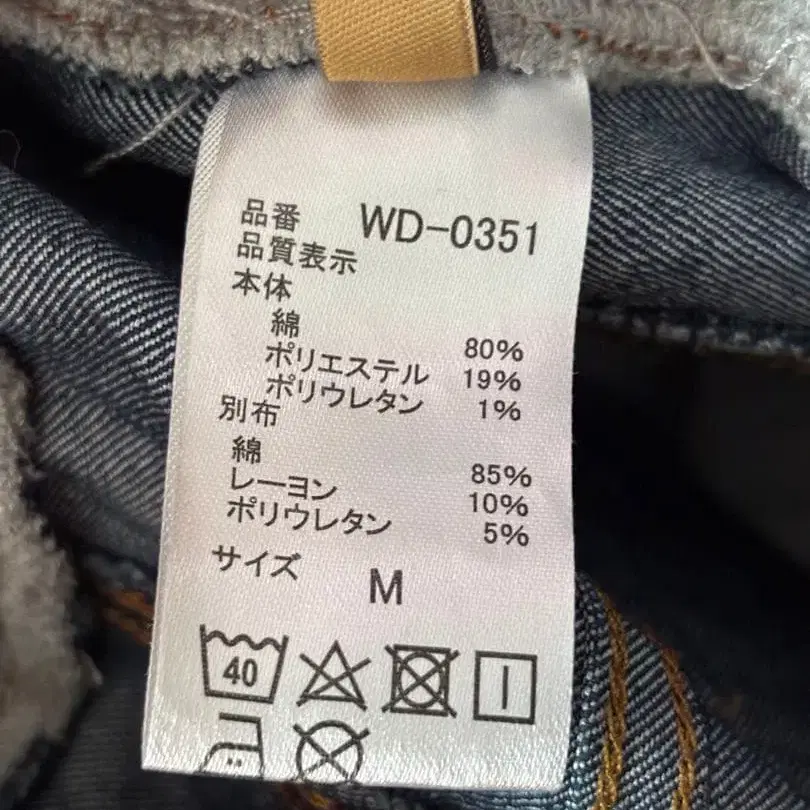 品番 WD-0351
品質表示
本体
綿 80%
ポリエステル 19%
ポリウレタン 1%
別布
綿 85%
レーヨン 10%
ポリウレタン 5%
サイズ M
40